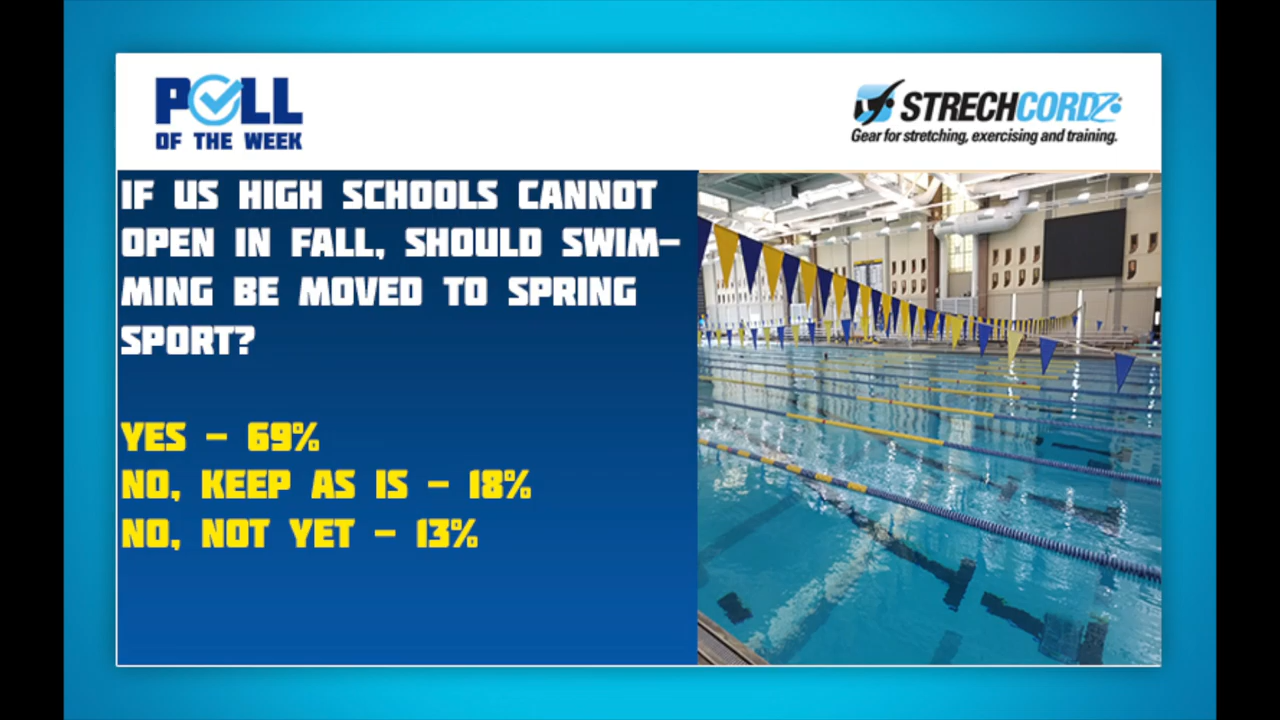 POLL
OF THE WEEK
STRECHCORDZ
Gear for stretching, exercising and training.
IF US HIGH SCHOOLS CANNOT
OPEN IN FALL, SHOULD SWIM-
MING BE MOVED TO SPRING
SPORT?
YES - 69%
NO, KEEP AS IS - 18%
NO, NOT YET - 13%